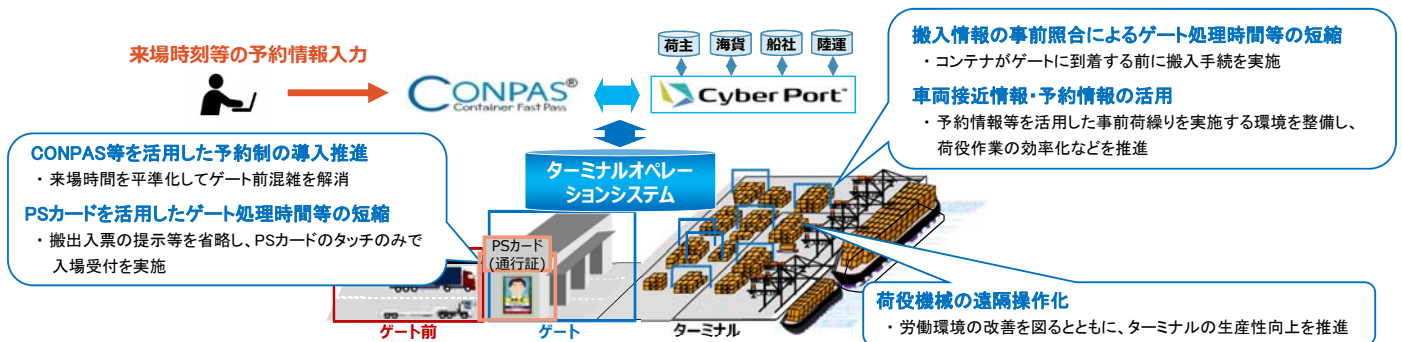 来場時刻等の予約情報入力
CONPAS®
Container Fast Pass
荷主
海貨
船社
陸運
Cyber Port™
ターミナルオペレー
ションシステム
CONPAS等を活用した予約制の導入推進
・来場時間を平準化してゲート前混雑を解消
PSカードを活用したゲート処理時間等の短縮
・搬出入票の提示等を省略し、PSカードのタッチのみで
入場受付を実施
搬入情報の事前照合によるゲート処理時間等の短縮
・コンテナがゲートに到着する前に搬入手続を実施
車両接近情報・予約情報の活用
・予約情報等を活用した事前荷繰りを実施する環境を整備し、
荷役作業の効率化などを推進
PSカード
(通行証)
ゲート前
ゲート
ターミナル
荷役機械の遠隔操作化
・労働環境の改善を図るとともに、ターミナルの生産性向上を推進